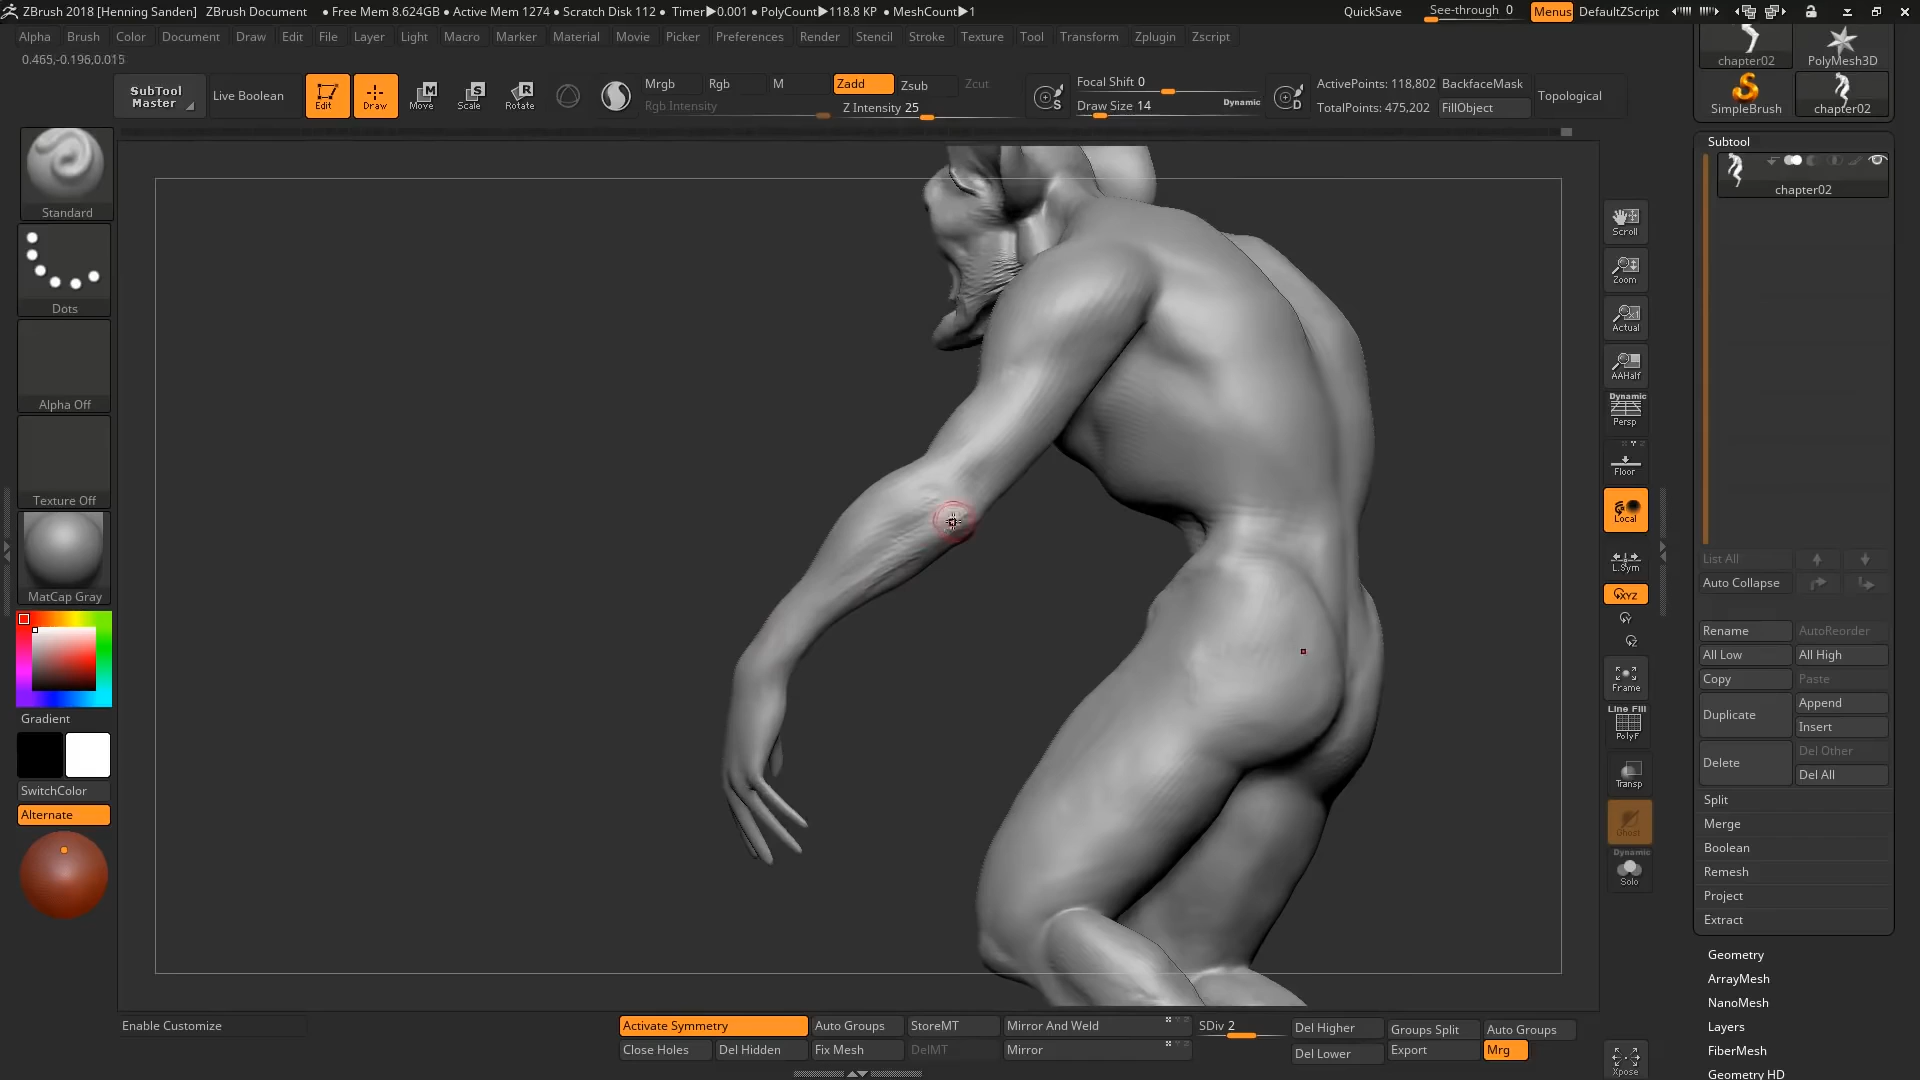 ZBrush 2018 [Henning Sanden] ZBrush Document • Free Mem 8.624GB • Active Mem 1274 • Scratch Disk 112 • Timer▶0.001 • PolyCount▶118.8 KP • MeshCount▶1 QuickSave See-through 0 Menus DefaultZScript
Alpha Brush Color Document Draw Edit File Layer Light Macro Marker Material Movie Picker Preferences Render Stencil Stroke Texture Tool Transform Zplugin Zscript
0.465,-0.196,0.015
SubTool
Master
Live Boolean
Edit
Draw
Move
Scale
Rotate
Mrgb Rgb M
Rgb Intensity
Zadd Zsub Zcut
Z Intensity 25
Focal Shift 0
Draw Size 14 Dynamic
ActivePoints: 118,802 BackfaceMask
TotalPoints: 475,202 FillObject
Topological
chapter02 PolyMesh3D
SimpleBrush chapter02
Standard
Dots
Alpha Off
Texture Off
MatCap Gray
Gradient
SwitchColor
Alternate
Scroll
Zoom
Actual
AAHalf
Dynamic
Persp
Floor
Local
L.Sym
XYZ
Frame
Line Fill
PolyF
Transp
Ghost
Dynamic
Solo
Xpose
Subtool
chapter02
List All
Auto Collapse
Rename AutoReorder
All Low All High
Copy Paste
Duplicate Append
Insert
Delete Del Other
Del All
Split
Merge
Boolean
Remesh
Project
Extract
Geometry
ArrayMesh
NanoMesh
Layers
FiberMesh
Geometry HD
Enable Customize
Activate Symmetry Auto Groups StoreMT Mirror And Weld SDiv 2 Del Higher Groups Split Auto Groups
Close Holes Del Hidden Fix Mesh DelMT Mirror Del Lower Export Mrg